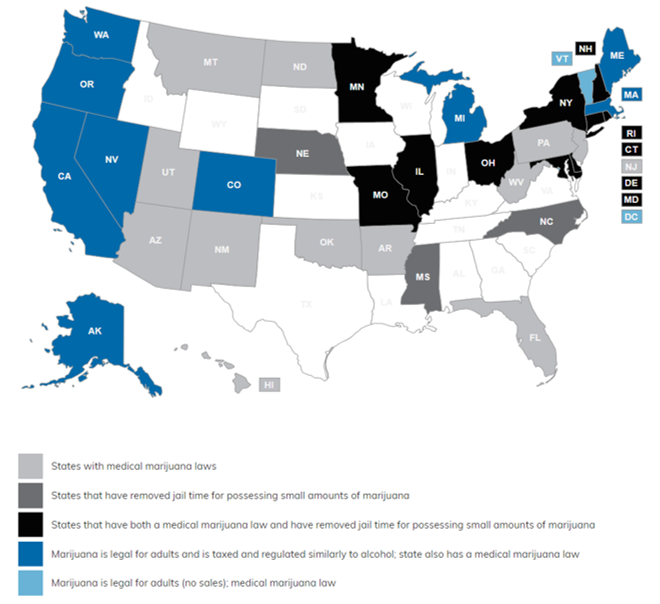 WA
MT
ND
MN
OR
ID
WY
SD
WI
MI
NY
VT
NH
ME
MA
RI
CT
NJ
DE
MD
DC
NV
UT
CA
CO
NE
IA
IL
IN
OH
PA
WV
VA
KS
MO
KY
NC
TN
SC
AZ
NM
OK
AR
MS
AL
GA
TX
LA
FL
AK
HI
States with medical marijuana laws
States that have removed jail time for possessing small amounts of marijuana
States that have both a medical marijuana law and have removed jail time for possessing small amounts of marijuana
Marijuana is legal for adults and is taxed and regulated similarly to alcohol; state also has a medical marijuana law
Marijuana is legal for adults (no sales); medical marijuana law